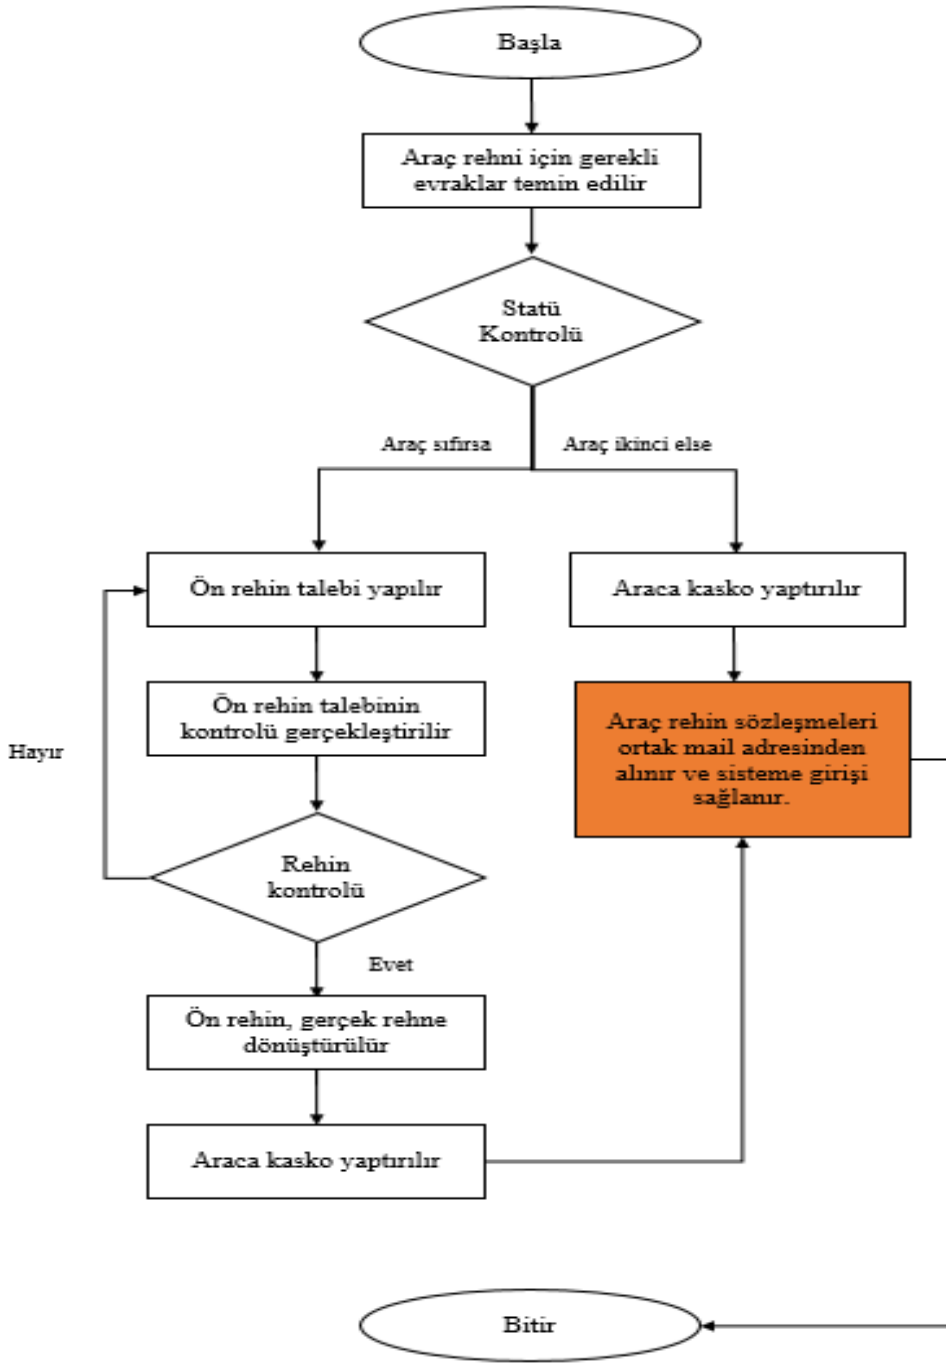 Başla
Araç rehni için gerekli
evraklar temin edilir
Statü
Kontrolü
Araç sıfırsa
Araç ikinci else
Ön rehin talebi yapılır
Araca kasko yaptırılır
Ön rehin talebinin
kontrolü gerçekleştirilir
Araç rehin sözleşmeleri
ortak mail adresinden
alınır ve sisteme girişi
sağlanır.
Hayır
Rehin
kontrolü
Evet
Ön rehin, gerçek rehne
dönüştürülür
Araca kasko yaptırılır
Bitir